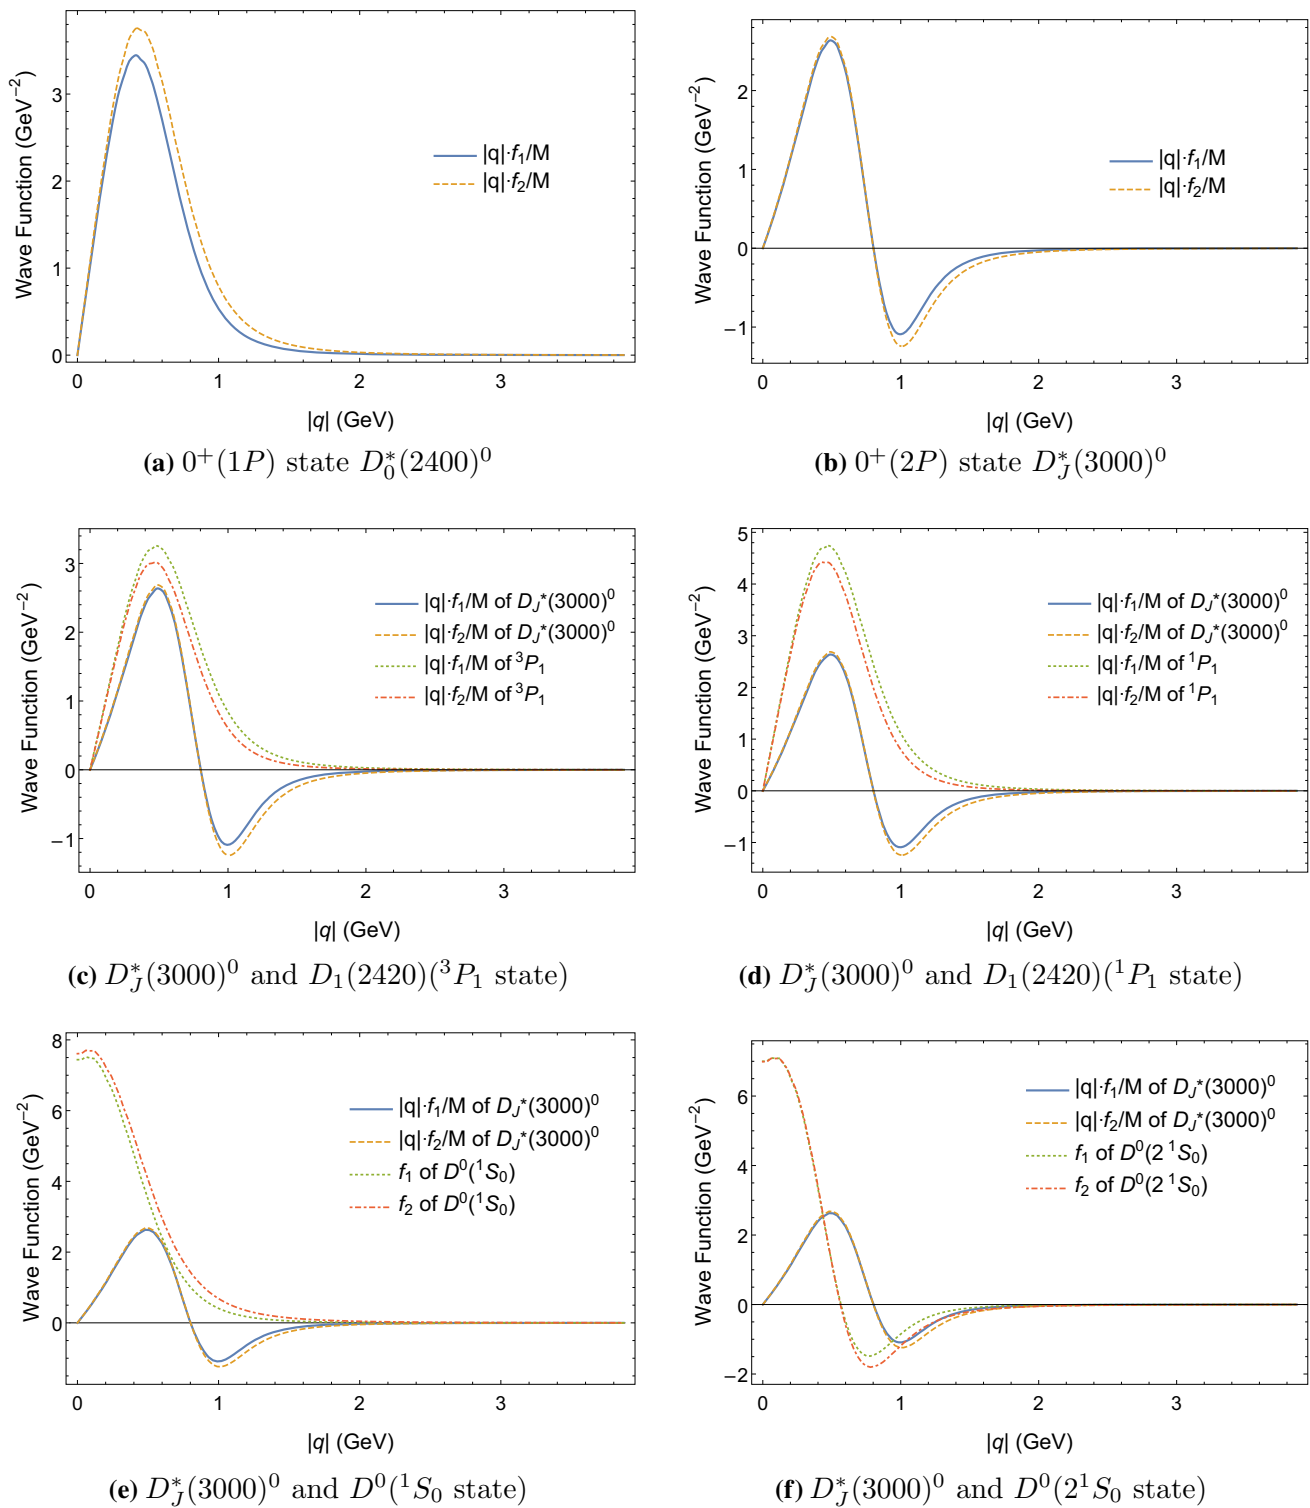 Wave Function (GeV⁻²)
3
2
1
0
|q|·f₁/M
|q|·f₂/M
0 1 2 3
|q| (GeV)
(a) 0⁺(1P) state D₀*(2400)⁰
Wave Function (GeV⁻²)
2
1
0
−1
|q|·f₁/M
|q|·f₂/M
0 1 2 3
|q| (GeV)
(b) 0⁺(2P) state D_J*(3000)⁰
Wave Function (GeV⁻²)
3
2
1
0
−1
|q|·f₁/M of D_J*(3000)⁰
|q|·f₂/M of D_J*(3000)⁰
|q|·f₁/M of ³P₁
|q|·f₂/M of ³P₁
0 1 2 3
|q| (GeV)
(c) D_J*(3000)⁰ and D₁(2420)(³P₁ state)
Wave Function (GeV⁻²)
5
4
3
2
1
0
−1
|q|·f₁/M of D_J*(3000)⁰
|q|·f₂/M of D_J*(3000)⁰
|q|·f₁/M of ¹P₁
|q|·f₂/M of ¹P₁
0 1 2 3
|q| (GeV)
(d) D_J*(3000)⁰ and D₁(2420)(¹P₁ state)
Wave Function (GeV⁻²)
8
6
4
2
0
|q|·f₁/M of D_J*(3000)⁰
|q|·f₂/M of D_J*(3000)⁰
f₁ of D⁰(¹S₀)
f₂ of D⁰(¹S₀)
0 1 2 3
|q| (GeV)
(e) D_J*(3000)⁰ and D⁰(¹S₀ state)
Wave Function (GeV⁻²)
6
4
2
0
−2
|q|·f₁/M of D_J*(3000)⁰
|q|·f₂/M of D_J*(3000)⁰
f₁ of D⁰(2 ¹S₀)
f₂ of D⁰(2 ¹S₀)
0 1 2 3
|q| (GeV)
(f) D_J*(3000)⁰ and D⁰(2¹S₀ state)